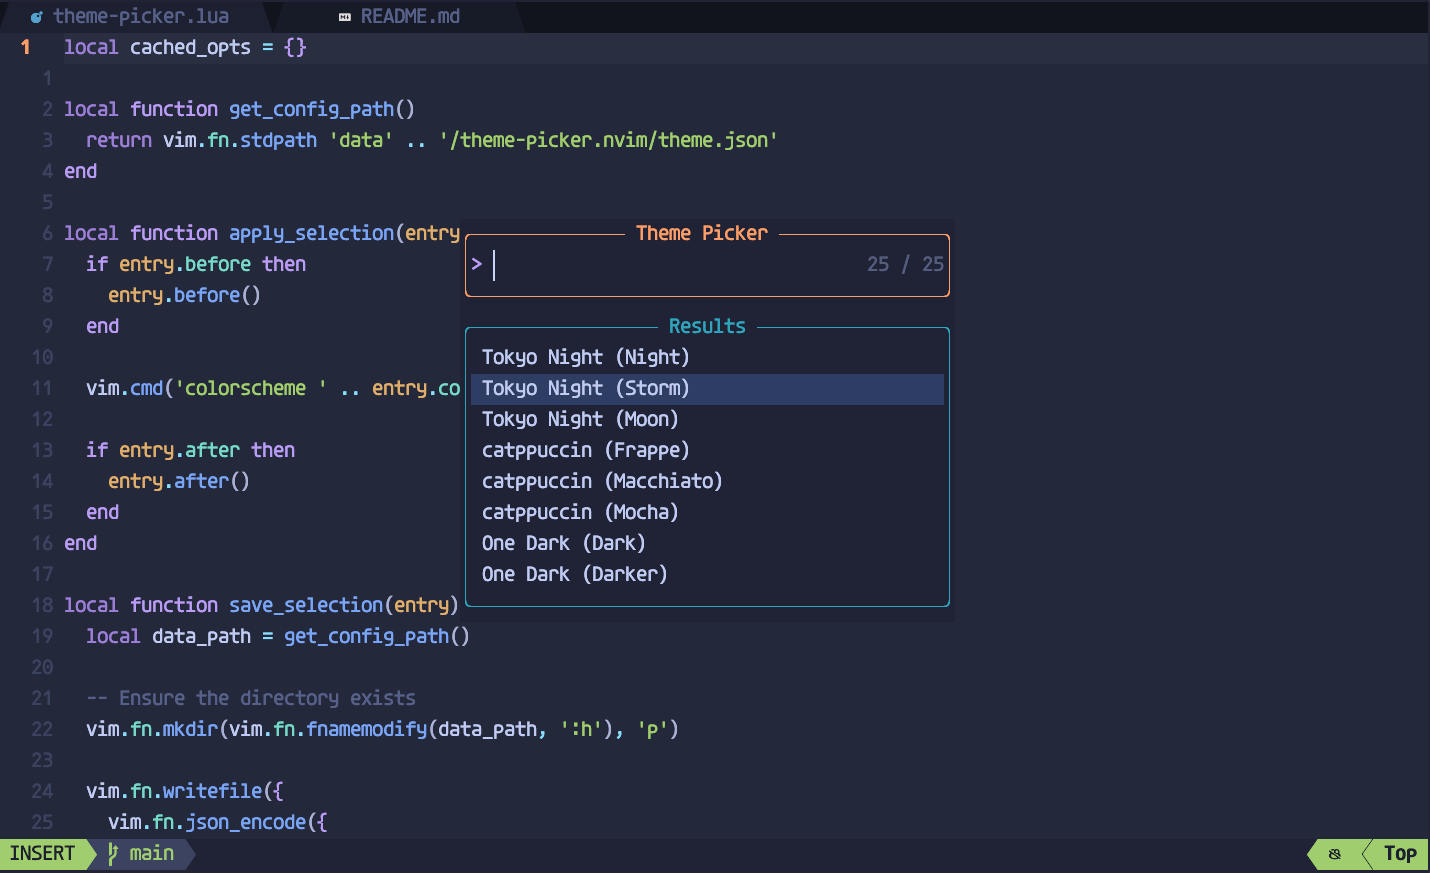 theme-picker.lua README.md
1 local cached_opts = {}
1
2 local function get_config_path()
3   return vim.fn.stdpath 'data' .. '/theme-picker.nvim/theme.json'
4 end
5
6 local function apply_selection(entry
7   if entry.before then
8     entry.before()
9   end
10
11   vim.cmd('colorscheme ' .. entry.co
12
13   if entry.after then
14     entry.after()
15   end
16 end
17
18 local function save_selection(entry)
19   local data_path = get_config_path()
20
21   -- Ensure the directory exists
22   vim.fn.mkdir(vim.fn.fnamemodify(data_path, ':h'), 'p')
23
24   vim.fn.writefile({
25     vim.fn.json_encode({
Theme Picker
> 25 / 25
Results
Tokyo Night (Night)
Tokyo Night (Storm)
Tokyo Night (Moon)
catppuccin (Frappe)
catppuccin (Macchiato)
catppuccin (Mocha)
One Dark (Dark)
One Dark (Darker)
INSERT main Top